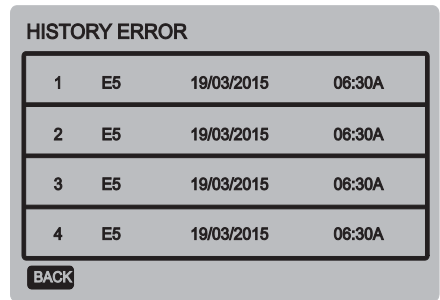 HISTORY ERROR
1 E5 19/03/2015 06:30A
2 E5 19/03/2015 06:30A
3 E5 19/03/2015 06:30A
4 E5 19/03/2015 06:30A
BACK